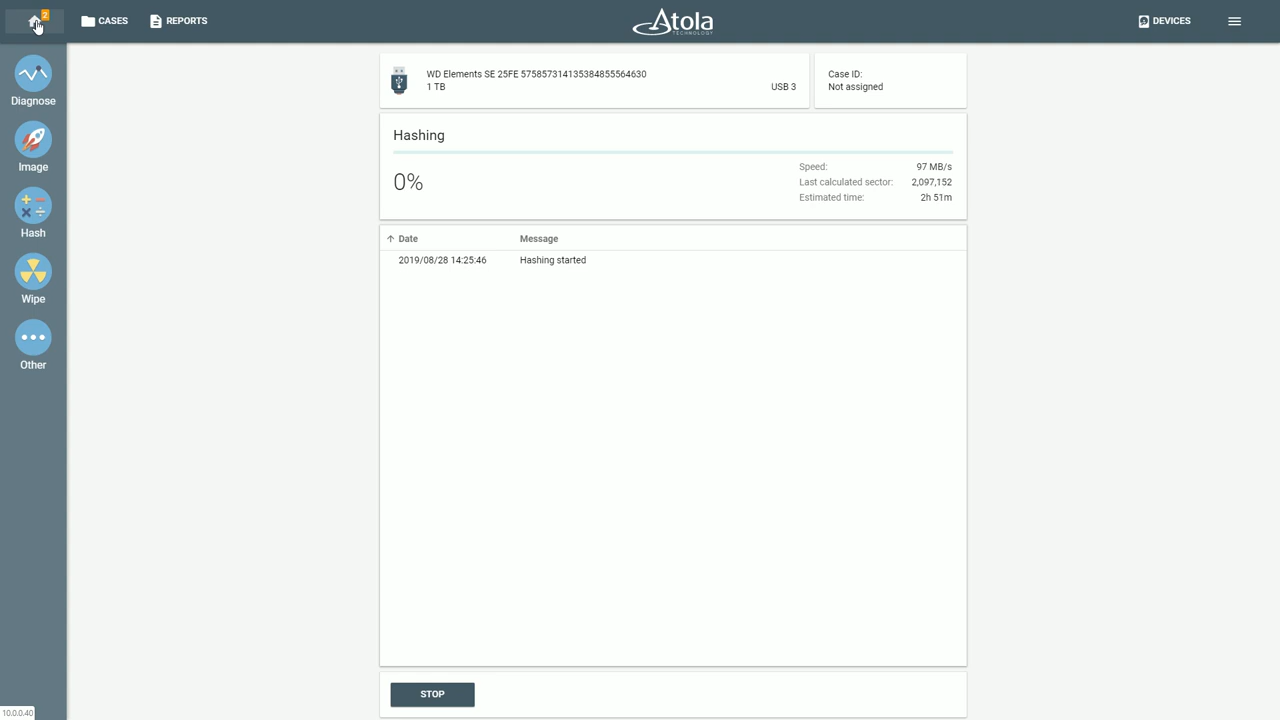 2
CASES
REPORTS
Atola
TECHNOLOGY
DEVICES
Diagnose
Image
Hash
Wipe
Other
WD Elements SE 25FE 575857314135384855564630
1 TB
USB 3
Case ID:
Not assigned
Hashing
0%
Speed: 97 MB/s
Last calculated sector: 2,097,152
Estimated time: 2h 51m
Date Message
2019/08/28 14:25:46 Hashing started
STOP
10.0.0.40